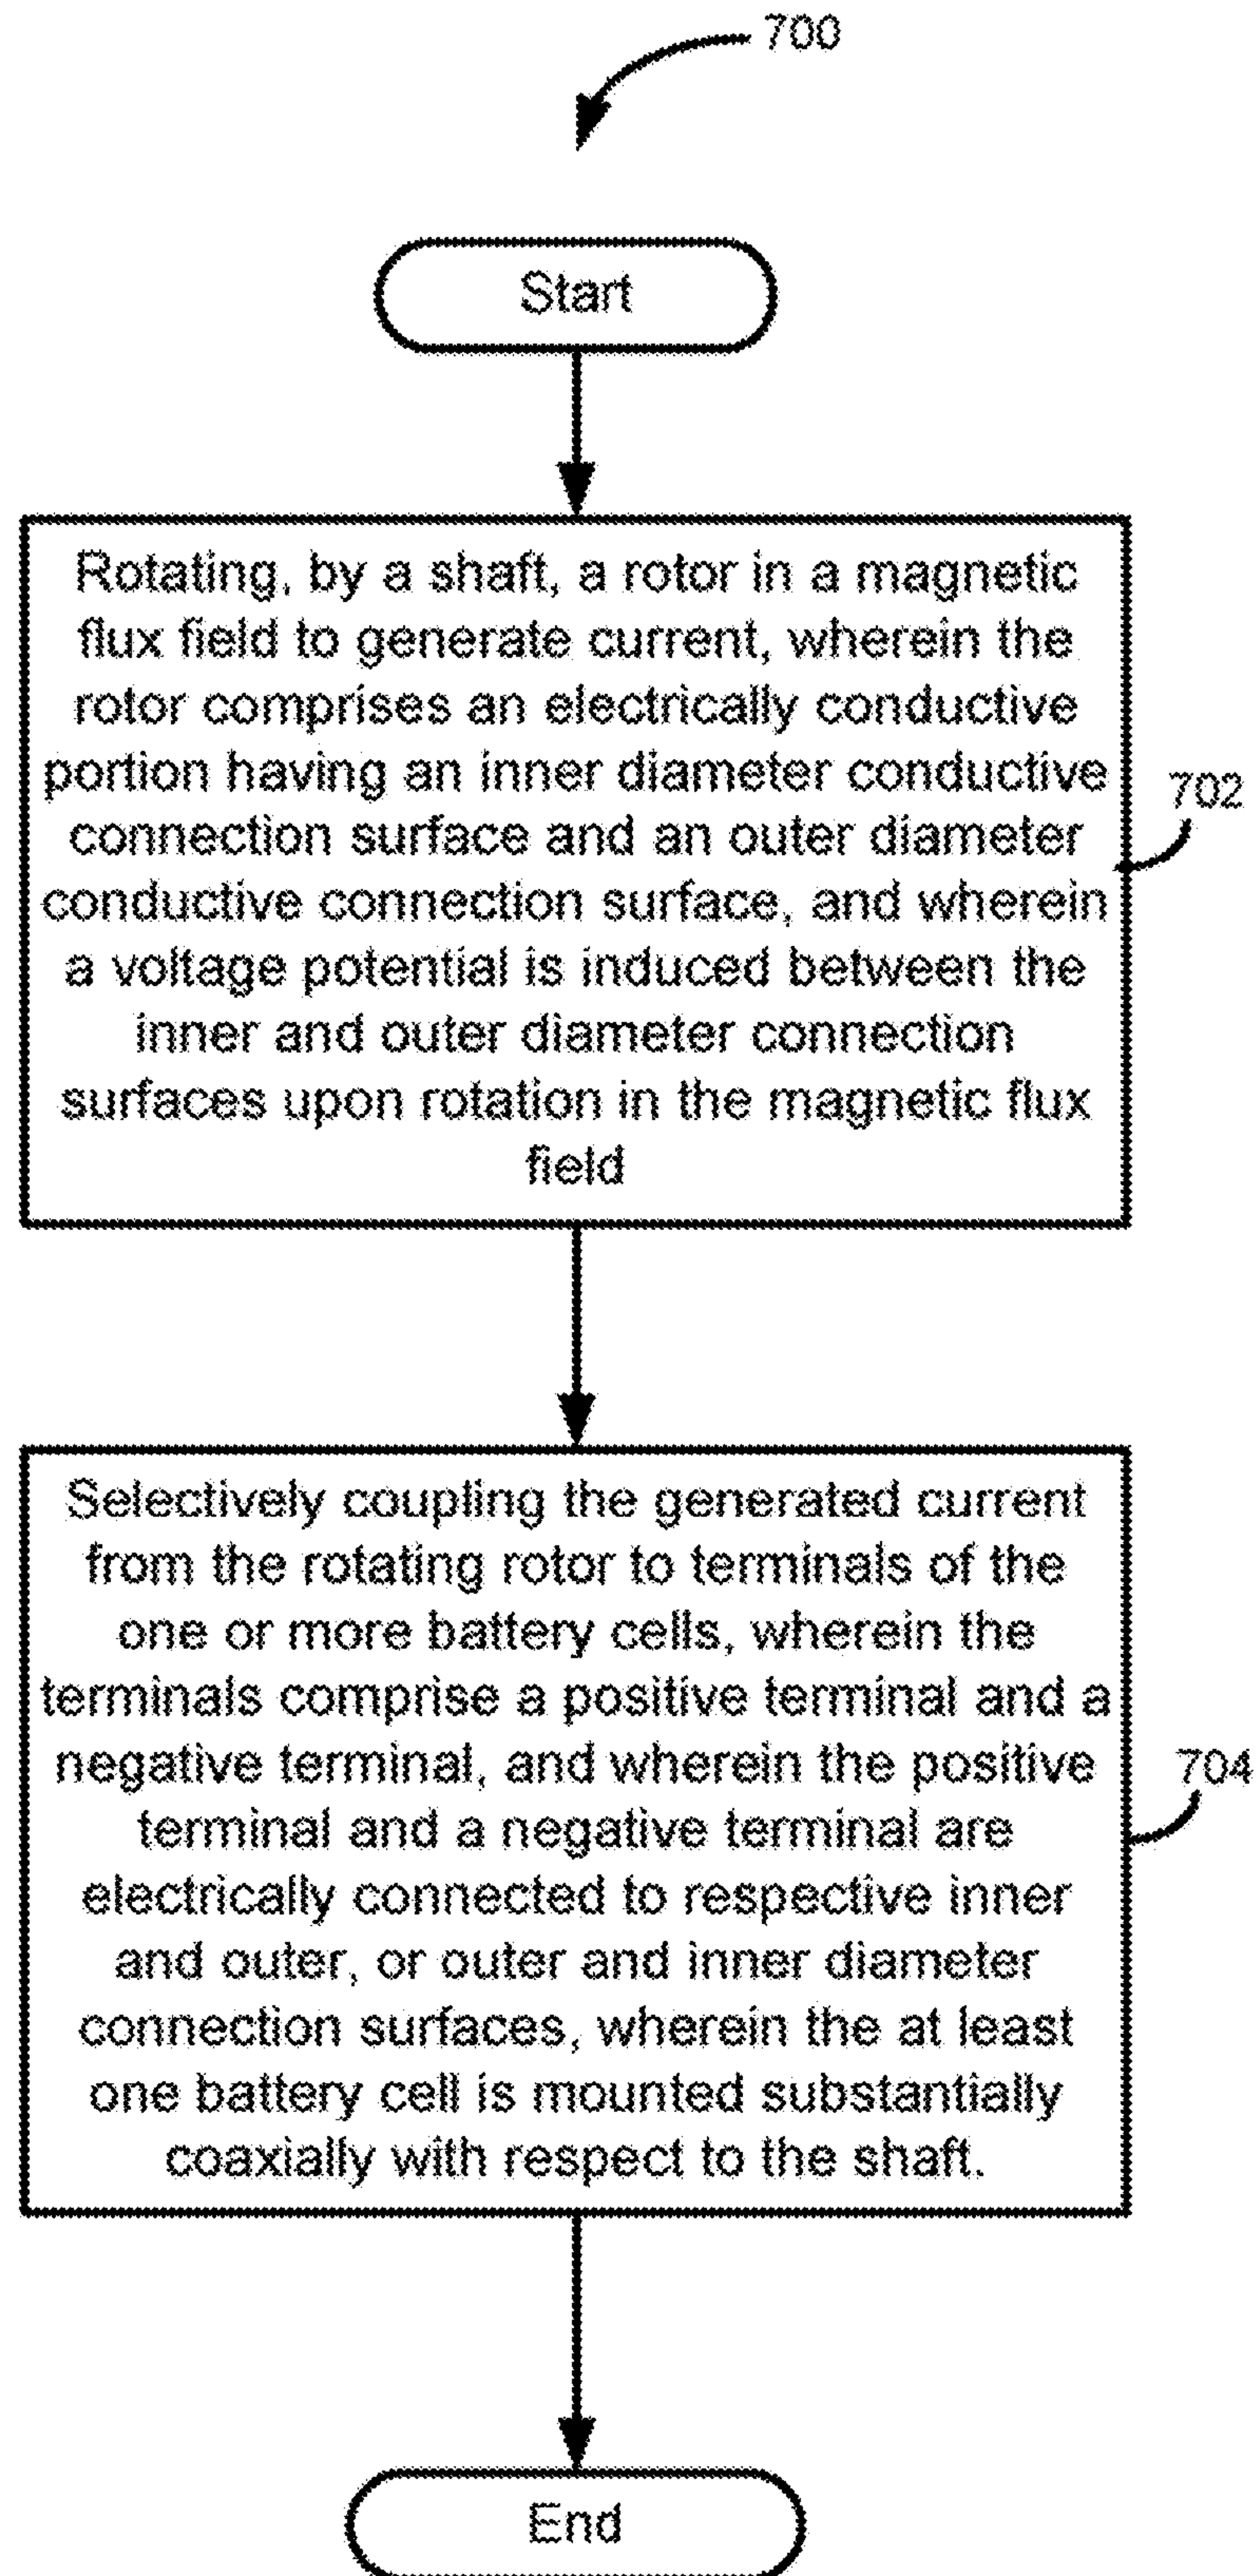 700
Start
Rotating, by a shaft, a rotor in a magnetic
flux field to generate current, wherein the
rotor comprises an electrically conductive
portion having an inner diameter conductive
connection surface and an outer diameter
conductive connection surface, and wherein
a voltage potential is induced between the
inner and outer diameter connection
surfaces upon rotation in the magnetic flux
field
702
Selectively coupling the generated current
from the rotating rotor to terminals of the
one or more battery cells, wherein the
terminals comprise a positive terminal and a
negative terminal, and wherein the positive
terminal and a negative terminal are
electrically connected to respective inner
and outer, or outer and inner diameter
connection surfaces, wherein the at least
one battery cell is mounted substantially
coaxially with respect to the shaft.
704
End